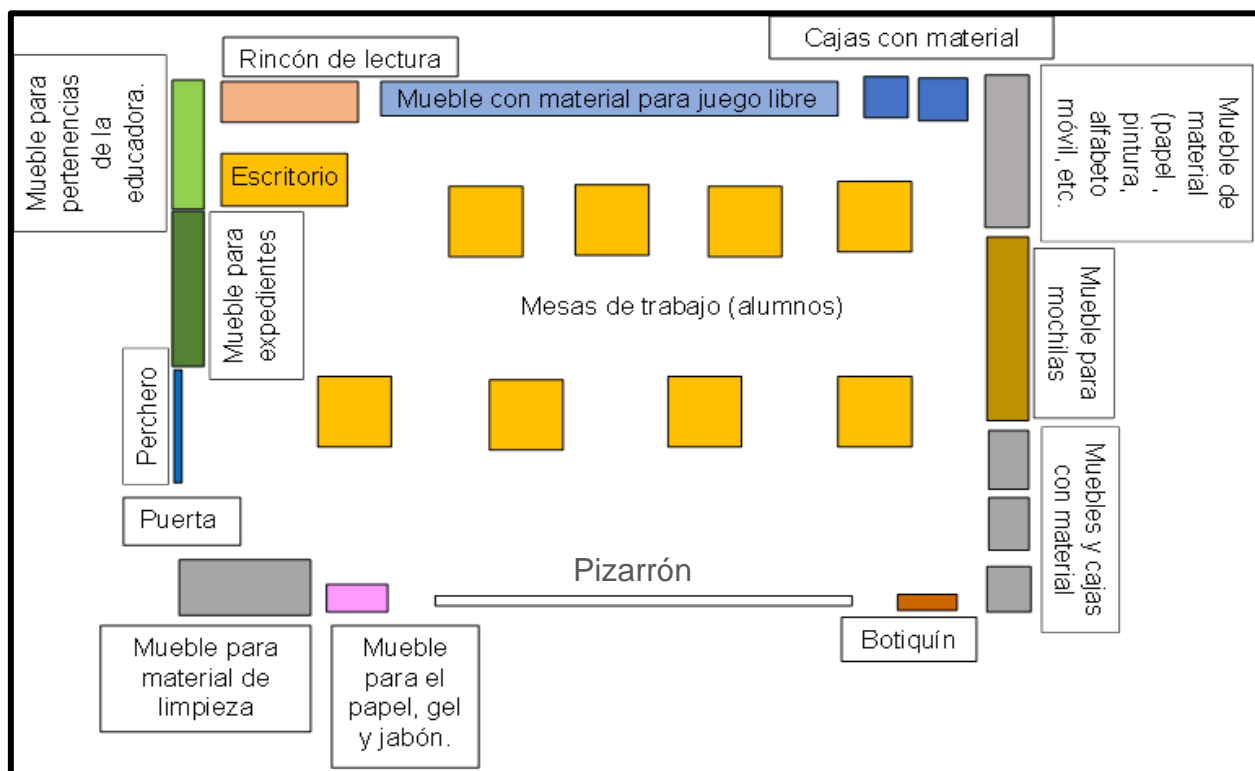 Cajas con material
Rincón de lectura
Mueble para
pertenencias
de la
educadora.
Mueble con material para juego libre
Mueble de
material
(papel,
pintura,
alfabeto
móvil, etc.
Escritorio
Mueble para
expedientes
Mesas de trabajo (alumnos)
Mueble para
mochilas
Perchero
Puerta
Muebles y cajas
con material
Pizarrón
Botiquín
Mueble para
material de
limpieza
Mueble
para el
papel, gel
y jabón.